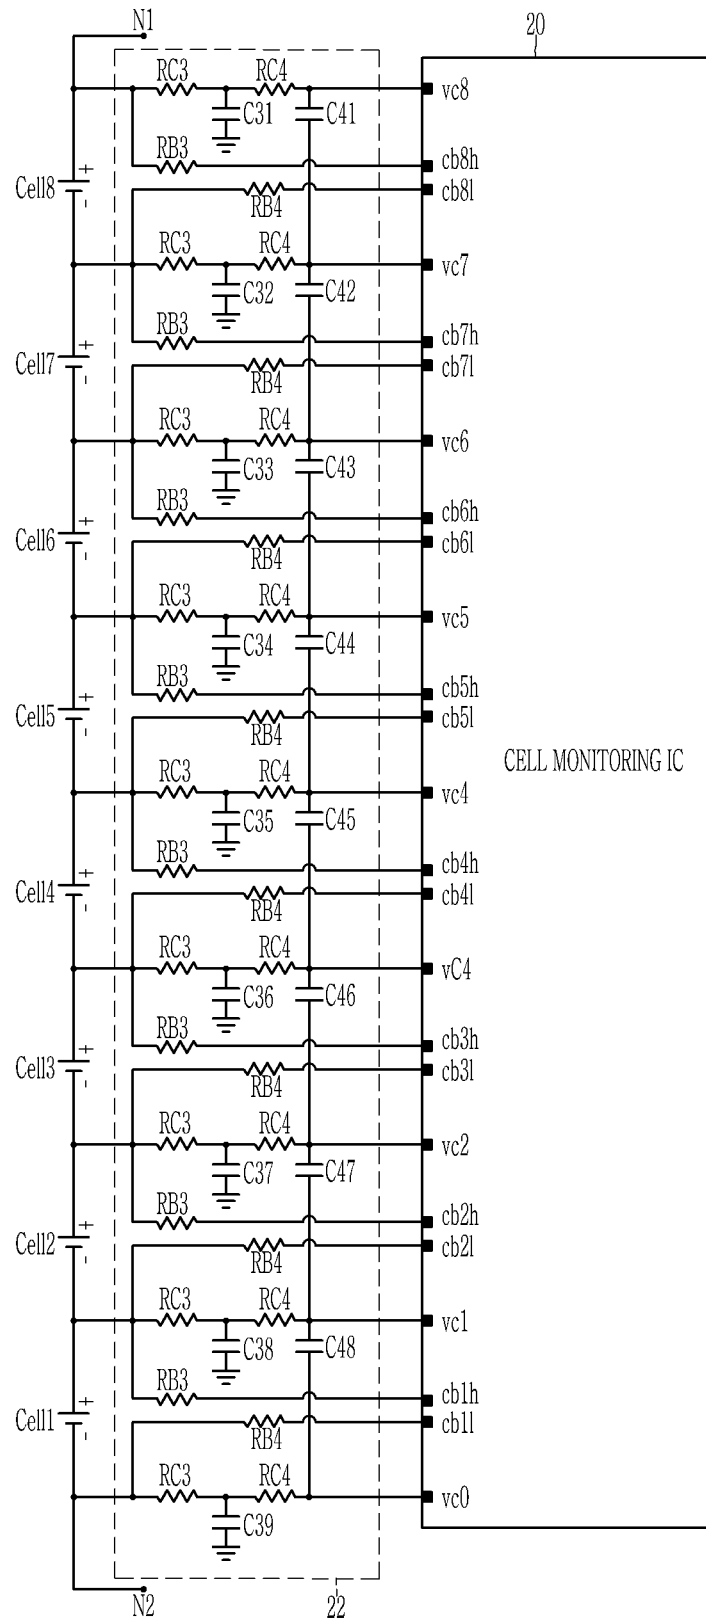 N1
20
RC3 RC4 vc8
C31 C41
RB3 cb8h
Cell8 + - cb8l
RB4
RC3 RC4 vc7
C32 C42
RB3 cb7h
Cell7 + - cb7l
RB4
RC3 RC4 vc6
C33 C43
RB3 cb6h
Cell6 + - cb6l
RB4
RC3 RC4 vc5
C34 C44
RB3 cb5h
Cell5 + - cb5l
RB4
CELL MONITORING IC
RC3 RC4 vc4
C35 C45
RB3 cb4h
Cell4 + - cb4l
RB4
RC3 RC4 vC4
C36 C46
RB3 cb3h
Cell3 + - cb3l
RB4
RC3 RC4 vc2
C37 C47
RB3 cb2h
Cell2 + - cb2l
RB4
RC3 RC4 vc1
C38 C48
RB3 cb1h
Cell1 + - cb1l
RB4
RC3 RC4 vc0
C39
N2
22